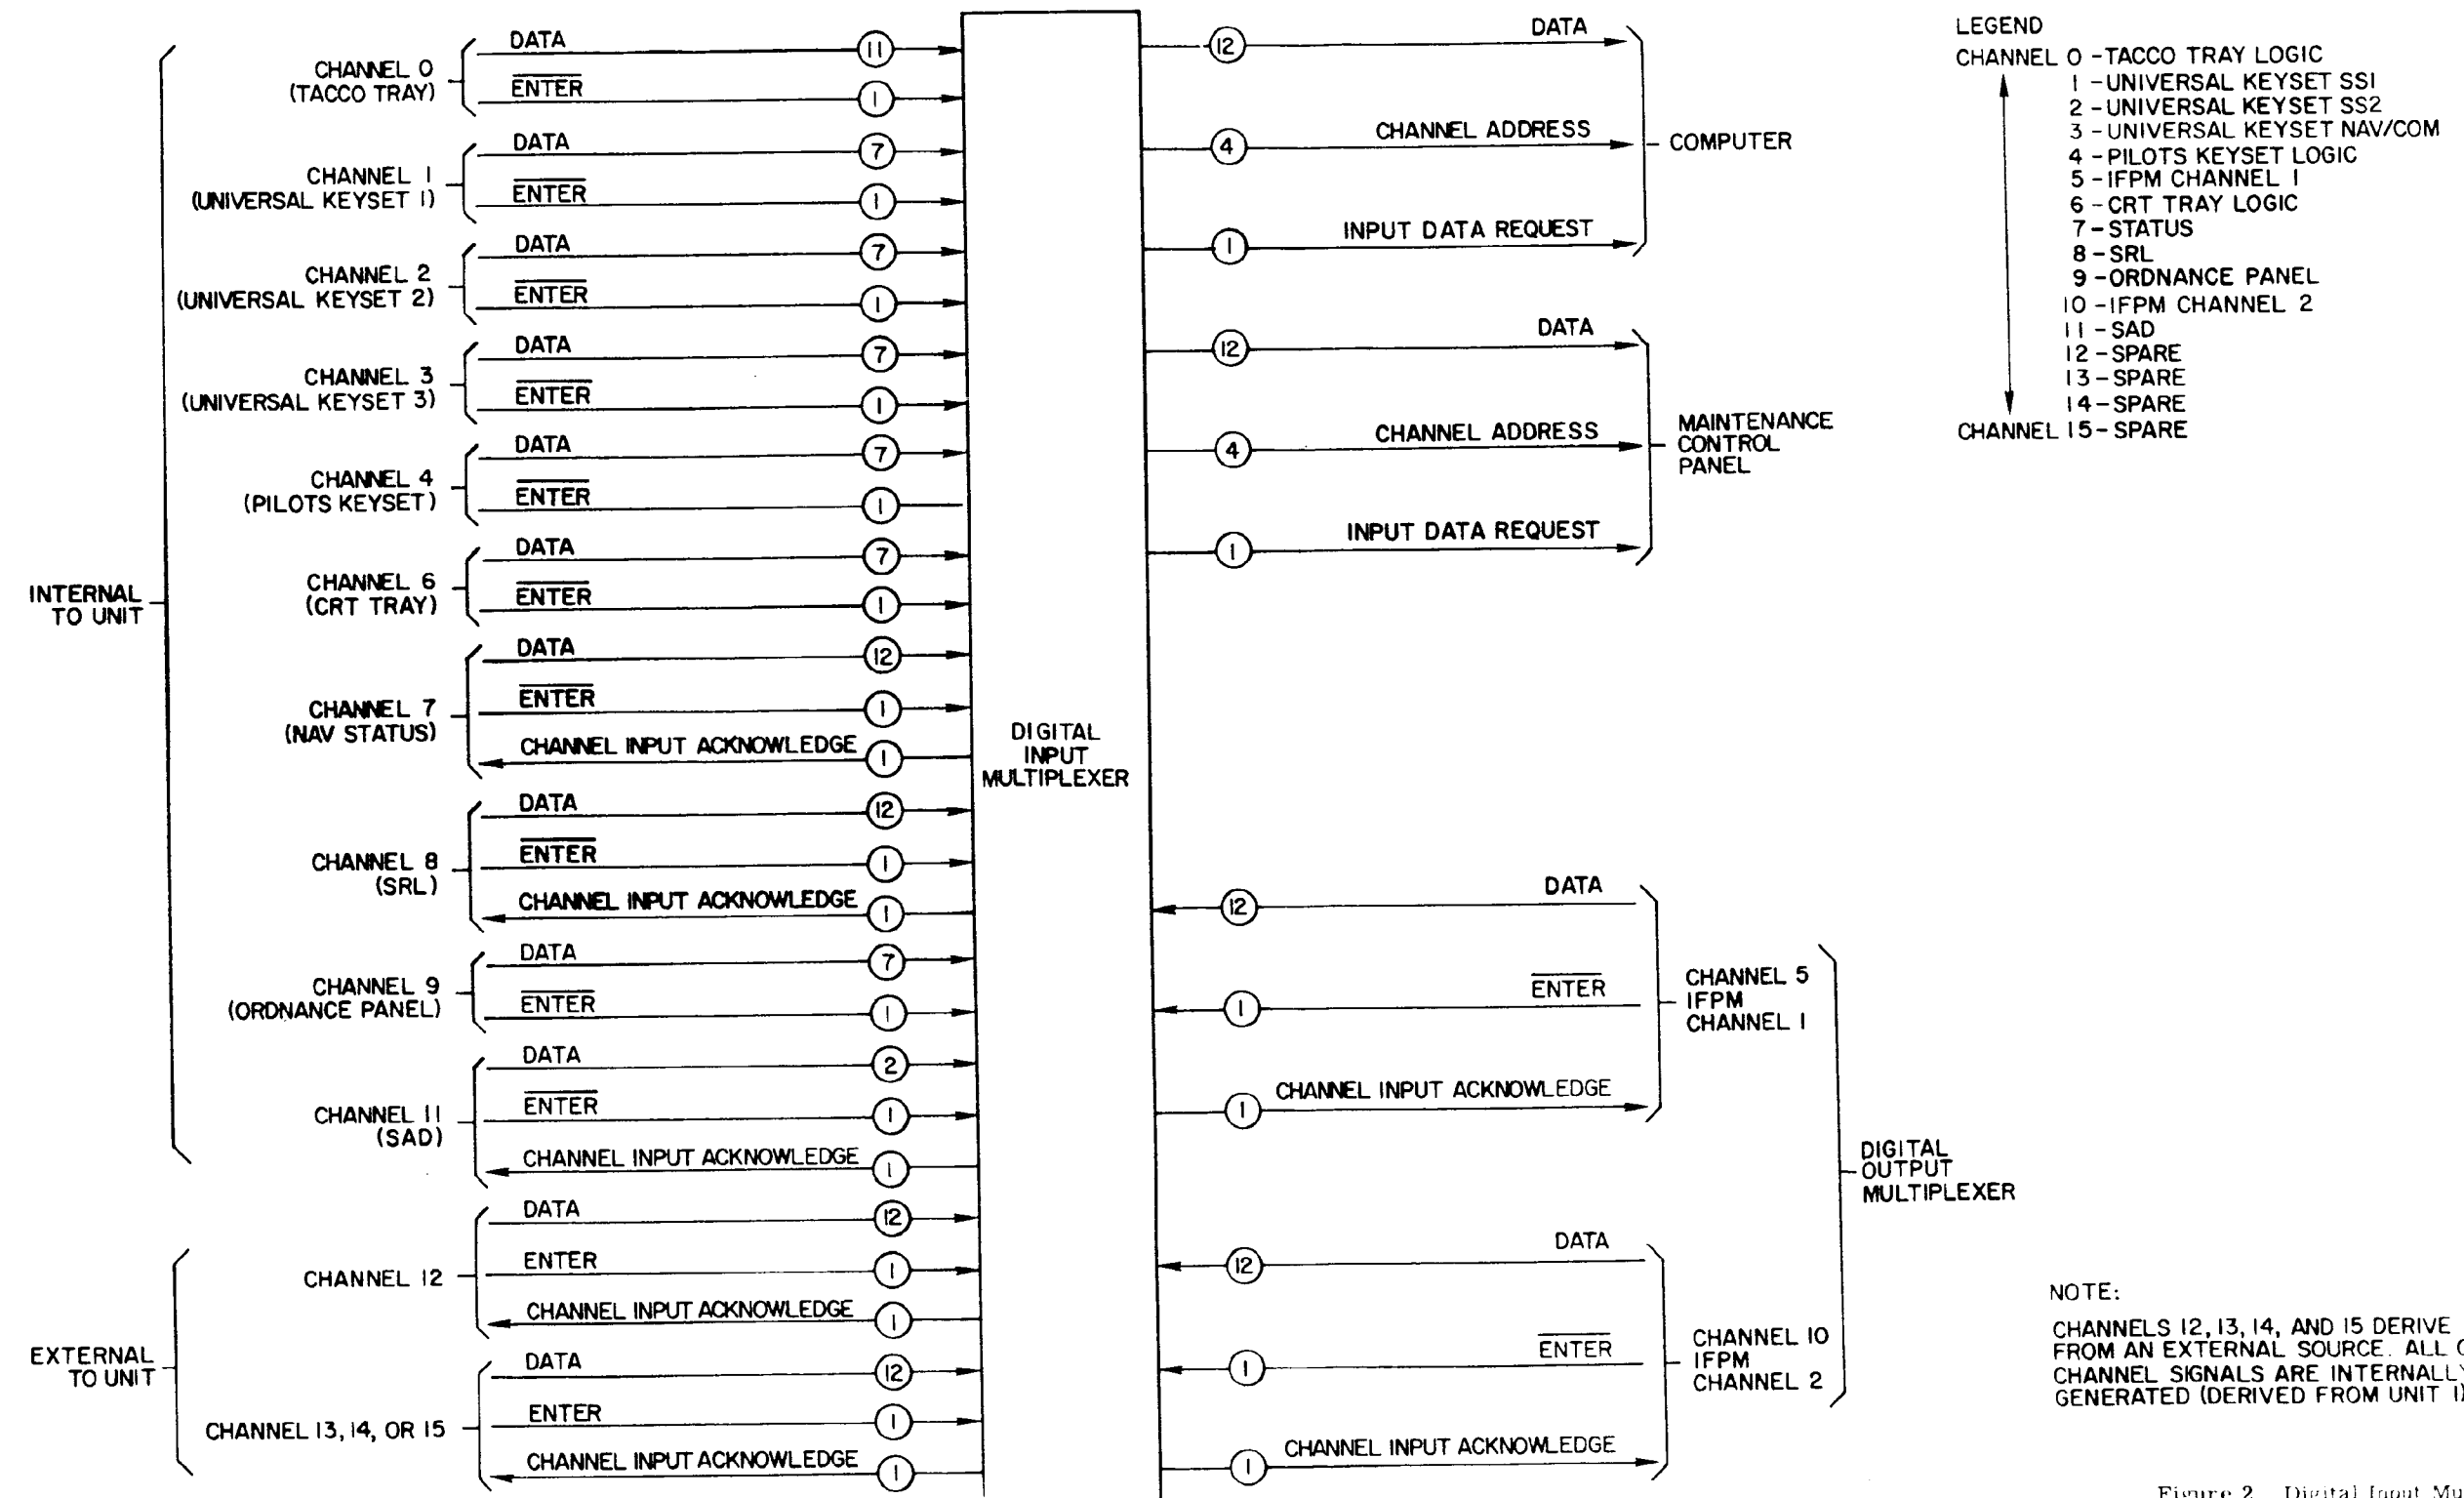 INTERNAL
TO UNIT
CHANNEL 0
(TACCO TRAY)
DATA
11
ENTER
1
CHANNEL 1
(UNIVERSAL KEYSET 1)
DATA
7
ENTER
1
CHANNEL 2
(UNIVERSAL KEYSET 2)
DATA
7
ENTER
1
CHANNEL 3
(UNIVERSAL KEYSET 3)
DATA
7
ENTER
1
CHANNEL 4
(PILOTS KEYSET)
DATA
7
ENTER
1
CHANNEL 6
(CRT TRAY)
DATA
7
ENTER
1
CHANNEL 7
(NAV STATUS)
DATA
12
ENTER
1
CHANNEL INPUT ACKNOWLEDGE
1
CHANNEL 8
(SRL)
DATA
12
ENTER
1
CHANNEL INPUT ACKNOWLEDGE
1
CHANNEL 9
(ORDNANCE PANEL)
DATA
7
ENTER
1
CHANNEL 11
(SAD)
DATA
2
ENTER
1
CHANNEL INPUT ACKNOWLEDGE
1
EXTERNAL
TO UNIT
CHANNEL 12
DATA
12
ENTER
1
CHANNEL INPUT ACKNOWLEDGE
1
CHANNEL 13, 14, OR 15
DATA
12
ENTER
1
CHANNEL INPUT ACKNOWLEDGE
1
DIGITAL
INPUT
MULTIPLEXER
12
DATA
4
CHANNEL ADDRESS
1
INPUT DATA REQUEST
COMPUTER
12
DATA
4
CHANNEL ADDRESS
1
INPUT DATA REQUEST
MAINTENANCE
CONTROL
PANEL
12
DATA
1
ENTER
1
CHANNEL INPUT ACKNOWLEDGE
CHANNEL 5
IFPM
CHANNEL 1
12
DATA
1
ENTER
1
CHANNEL INPUT ACKNOWLEDGE
CHANNEL 10
IFPM
CHANNEL 2
DIGITAL
OUTPUT
MULTIPLEXER
LEGEND
CHANNEL 0 - TACCO TRAY LOGIC
1 - UNIVERSAL KEYSET SS1
2 - UNIVERSAL KEYSET SS2
3 - UNIVERSAL KEYSET NAV/COM
4 - PILOTS KEYSET LOGIC
5 - IFPM CHANNEL 1
6 - CRT TRAY LOGIC
7 - STATUS
8 - SRL
9 - ORDNANCE PANEL
10 - IFPM CHANNEL 2
11 - SAD
12 - SPARE
13 - SPARE
14 - SPARE
CHANNEL 15 - SPARE
NOTE:
CHANNELS 12, 13, 14, AND 15 DERIVE
FROM AN EXTERNAL SOURCE. ALL
CHANNEL SIGNALS ARE INTERNALLY
GENERATED (DERIVED FROM UNIT 1)
Figure 2. Digital Input